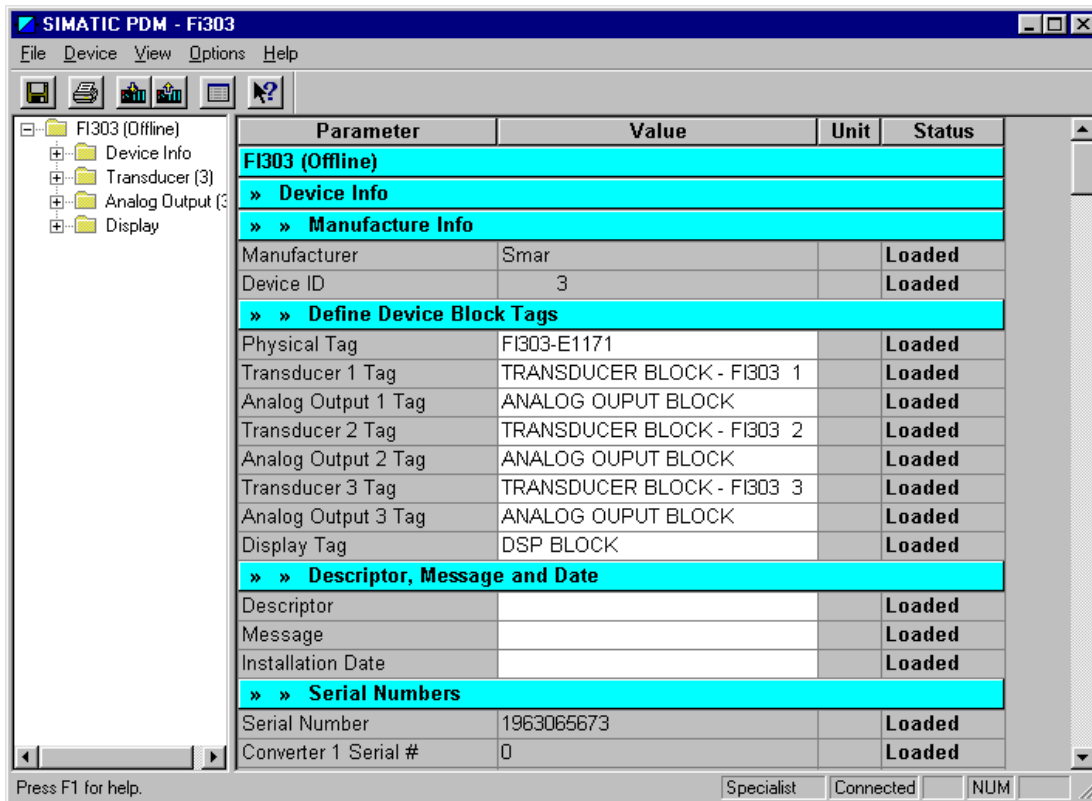 SIMATIC PDM - Fi303
File Device View Options Help
FI303 (Offline)
Device Info
Transducer (3)
Analog Output (3
Display
Parameter Value Unit Status
FI303 (Offline)
» Device Info
» » Manufacture Info
Manufacturer Smar Loaded
Device ID 3 Loaded
» » Define Device Block Tags
Physical Tag FI303-E1171 Loaded
Transducer 1 Tag TRANSDUCER BLOCK - FI303 1 Loaded
Analog Output 1 Tag ANALOG OUPUT BLOCK Loaded
Transducer 2 Tag TRANSDUCER BLOCK - FI303 2 Loaded
Analog Output 2 Tag ANALOG OUPUT BLOCK Loaded
Transducer 3 Tag TRANSDUCER BLOCK - FI303 3 Loaded
Analog Output 3 Tag ANALOG OUPUT BLOCK Loaded
Display Tag DSP BLOCK Loaded
» » Descriptor, Message and Date
Descriptor Loaded
Message Loaded
Installation Date Loaded
» » Serial Numbers
Serial Number 1963065673 Loaded
Converter 1 Serial # 0 Loaded
Press F1 for help. Specialist Connected NUM